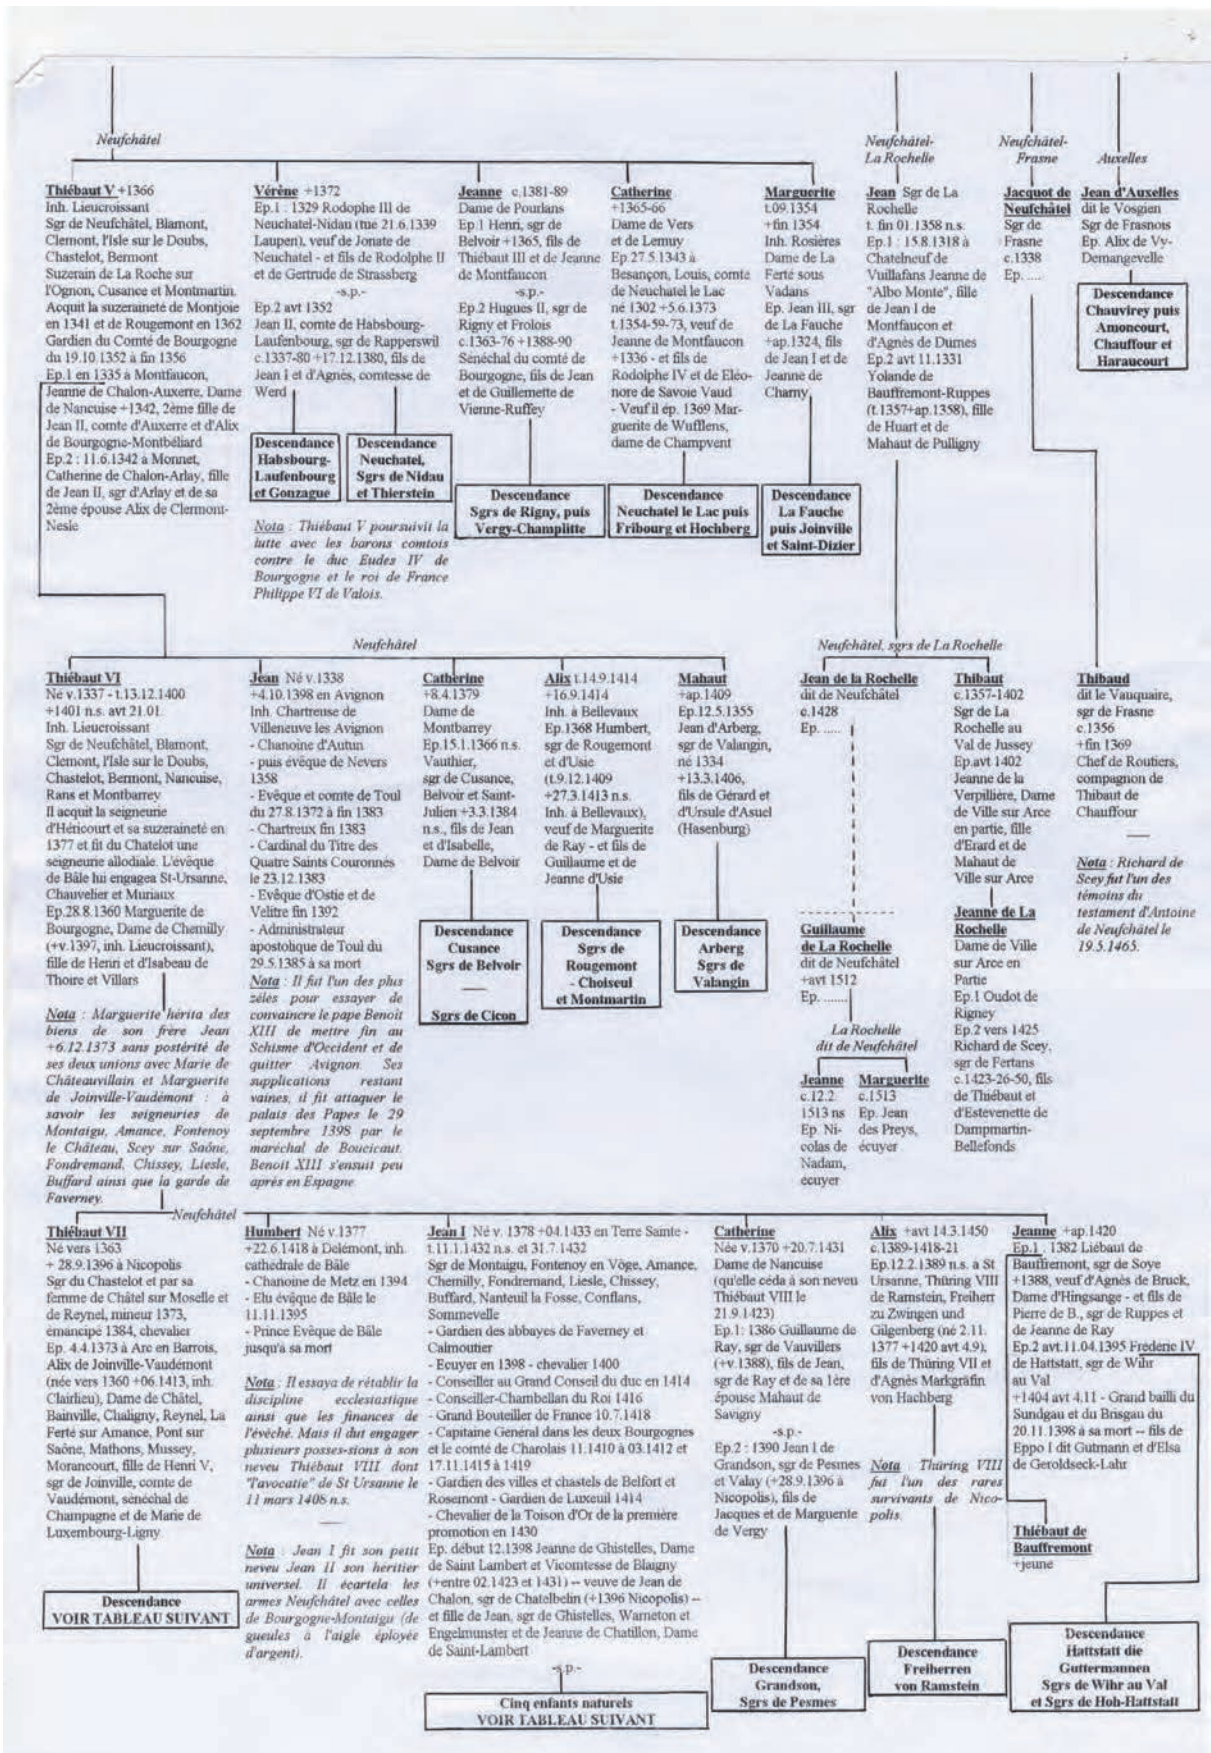 Neufchâtel
Neufchâtel-
La Rochelle
Neufchâtel-
Frasne
Auxelles
Thiébaut V +1366
Inh. Lieucroissant
Sgr de Neufchâtel, Blamont,
Clemont, l'Isle sur le Doubs,
Chastelot, Bermont
Suzerain de La Roche sur
l'Ognon, Cusance et Montmartin.
Acquit la suzeraineté de Montjoie
en 1341 et de Rougemont en 1362
Gardien du Comté de Bourgogne
du 19.10.1352 à fin 1356
Ep.1 en 1335 à Montfaucon,
Jeanne de Chalon-Auxerre, Dame
de Nancuise +1342, 2ème fille de
Jean II, comte d'Auxerre et d'Alix
de Bourgogne-Montbéliard
Ep.2 : 11.6.1342 à Monnet,
Catherine de Chalon-Arlay, fille
de Jean II, sgr d'Arlay et de sa
2ème épouse Alix de Clermont-
Nesle
Vérène +1372
Ep.1 : 1329 Rodophe III de
Neuchatel-Nidau (tué 21.6.1339
Laupen), veuf de Jonate de
Neuchatel - et fils de Rodolphe II
et de Gertrude de Strassberg
-s.p.-
Ep.2 avt 1352
Jean II, comte de Habsbourg-
Laufenbourg, sgr de Rapperswil
c.1337-80 +17.12.1380, fils de
Jean I et d'Agnès, comtesse de
Werd
Descendance
Habsbourg-
Laufenbourg
et Gonzague
Descendance
Neuchatel,
Sgrs de Nidau
et Thierstein
Nota : Thiébaut V poursuivit la
lutte avec les barons comtois
contre le duc Eudes IV de
Bourgogne et le roi de France
Philippe VI de Valois.
Jeanne c.1381-89
Dame de Pourlans
Ep.1 Henri, sgr de
Belvoir +1365, fils de
Thiébaut III et de Jeanne
de Montfaucon
-s.p.-
Ep.2 Hugues II, sgr de
Rigny et Frolois
c.1363-76 +1388-90
Sénéchal du comté de
Bourgogne, fils de Jean
et de Guillemette de
Vienne-Ruffey
Descendance
Sgrs de Rigny, puis
Vergy-Champlitte
Catherine
+1365-66
Dame de Vers
et de Lemuy
Ep 27.5.1343 à
Besançon, Louis, comte
de Neuchatel le Lac
né 1302 +5.6.1373
t.1354-59-73, veuf de
Jeanne de Montfaucon
+1336 - et fils de
Rodolphe IV et de Eléo-
nore de Savoie Vaud
- Veuf il ép. 1369 Mar-
guerite de Wufflens,
dame de Champvent
Descendance
Neuchatel le Lac puis
Fribourg et Hochberg
Marguerite
t.09.1354
+fin 1354
Inh. Rosières
Dame de La
Ferté sous
Vadans
Ep. Jean III, sgr
de La Fauche
+ap.1324, fils
de Jean I et de
Jeanne de
Charny
Descendance
La Fauche
puis Joinville
et Saint-Dizier
Jean Sgr de La
Rochelle
t. fin 01.1358 n.s.
Ep.1 : 15.8.1318 à
Chatelneuf de
Vuillafans Jeanne de
"Albo Monte", fille
de Jean I de
Montfaucon et
d'Agnès de Durnes
Ep.2 avt 11.1331
Yolande de
Bauffremont-Ruppes
(t.1357+ap.1358), fille
de Huart et de
Mahaut de Pulligny
Jacquot de
Neufchâtel
Sgr de
Frasne
c.1338
Ep. ....
Jean d'Auxelles
dit le Vosgien
Sgr de Frasnois
Ep. Alix de Vy-
Demangevelle
Descendance
Chauvirey puis
Amoncourt,
Chauffour et
Haraucourt
Neufchâtel
Neufchâtel, sgrs de La Rochelle
Thiébaut VI
Né v.1337 - t.13.12.1400
+1401 n.s. avt 21.01.
Inh. Lieucroissant
Sgr de Neufchâtel, Blamont,
Clemont, l'Isle sur le Doubs,
Chastelot, Bermont, Nancuise,
Rans et Montbarrey
Il acquit la seigneurie
d'Héricourt et sa suzeraineté en
1377 et fit du Chatelot une
seigneurie allodiale. L'évêque
de Bâle lui engagea St-Ursanne,
Chauvelier et Muriaux
Ep.28.8.1360 Marguerite de
Bourgogne, Dame de Chemilly
(+v.1397, inh. Lieucroissant),
fille de Henri et d'Isabeau de
Thoire et Villars
Nota : Marguerite hérita des
biens de son frère Jean
+6.12.1373 sans postérité de
ses deux unions avec Marie de
Châteauvillain et Marguerite
de Joinville-Vaudémont : à
savoir les seigneuries de
Montaigu, Amance, Fontenoy
le Château, Scey sur Saône,
Fondremand, Chissey, Liesle,
Buffard ainsi que la garde de
Faverney.
Jean Né v.1338
+4.10.1398 en Avignon
Inh. Chartreuse de
Villeneuve les Avignon
- Chanoine d'Autun
- puis évêque de Nevers
1358
- Evêque et comte de Toul
du 27.8.1372 à fin 1383
- Chartreux fin 1383
- Cardinal du Titre des
Quatre Saints Couronnés
le 23.12.1383
- Evêque d'Ostie et de
Velitre fin 1392
- Administrateur
apostolique de Toul du
29.5.1385 à sa mort
Nota : Il fut l'un des plus
zélés pour essayer de
convaincre le pape Benoit
XIII de mettre fin au
Schisme d'Occident et de
quitter Avignon. Ses
supplications restant
vaines, il fit attaquer le
palais des Papes le 29
septembre 1398 par le
maréchal de Boucicaut.
Benoit XIII s'ensuit peu
après en Espagne
Catherine
+8.4.1379
Dame de
Montbarrey
Ep.15.1.1366 n.s.
Vauthier,
sgr de Cusance,
Belvoir et Saint-
Julien +3.3.1384
n.s., fils de Jean
et d'Isabelle,
Dame de Belvoir
Descendance
Cusance
Sgrs de Belvoir
Sgrs de Cicon
Alix t.14.9.1414
+16.9.1414
Inh. à Bellevaux
Ep.1368 Humbert,
sgr de Rougemont
et d'Usie
(t.9.12.1409
+27.3.1413 n.s.
Inh. à Bellevaux),
veuf de Marguerite
de Ray - et fils de
Guillaume et de
Jeanne d'Usie
Descendance
Sgrs de
Rougemont
- Choiseul
et Montmartin
Mahaut
+ap.1409
Ep.12.5.1355
Jean d'Arberg,
sgr de Valangin,
né 1334
+13.3.1406,
fils de Gérard et
d'Ursule d'Asuel
(Hasenburg)
Descendance
Arberg
Sgrs de
Valangin
Jean de la Rochelle
dit de Neufchâtel
c.1428
Ep. .....
Guillaume
de La Rochelle
dit de Neufchâtel
+avt 1512
Ep. .......
La Rochelle
dit de Neufchâtel
Jeanne
c.12.2
1513 ns
Ep. Ni-
colas de
Nadam,
écuyer
Marguerite
c.1513
Ep. Jean
des Preys,
écuyer
Thibaut
c.1357-1402
Sgr de La
Rochelle au
Val de Jussey
Ep.avt 1402
Jeanne de la
Verpillière, Dame
de Ville sur Arce
en partie, fille
d'Erard et de
Mahaut de
Ville sur Arce
Jeanne de La
Rochelle
Dame de Ville
sur Arce en
Partie
Ep.1 Oudot de
Rigney
Ep.2 vers 1425
Richard de Scey,
sgr de Fertans
c.1423-26-50, fils
de Thiébaut et
d'Estevenette de
Dampmartin-
Bellefonds
Thibaud
dit le Vauquaire,
sgr de Frasne
c.1356
+fin 1369
Chef de Routiers,
compagnon de
Thibaut de
Chauffour
Nota : Richard de
Scey fut l'un des
témoins du
testament d'Antoine
de Neufchâtel le
19.5.1465.
Neufchâtel
Thiébaut VII
Né vers 1363
+ 28.9.1396 à Nicopolis
Sgr du Chastelot et par sa
femme de Châtel sur Moselle et
de Reynel, mineur 1373,
émancipé 1384, chevalier
Ep. 4.4.1373 à Arc en Barrois,
Alix de Joinville-Vaudémont
(née vers 1360 +06.1413, inh.
Clairlieu), Dame de Châtel,
Bainville, Chaligny, Reynel, La
Ferté sur Amance, Pont sur
Saône, Mathons, Mussey,
Morancourt, fille de Henri V,
sgr de Joinville, comte de
Vaudémont, sénéchal de
Champagne et de Marie de
Luxembourg-Ligny
Descendance
VOIR TABLEAU SUIVANT
Humbert Né v.1377
+22.6.1418 à Delémont, inh.
cathédrale de Bâle
- Chanoine de Metz en 1394
- Elu évêque de Bâle le
11.11.1395
- Prince Evêque de Bâle
jusqu'à sa mort
Nota : Il essaya de rétablir la
discipline ecclesiastique
ainsi que les finances de
l'évêché. Mais il dut engager
plusieurs posses-sions à son
neveu Thiébaut VIII dont
"l'avocatie" de St Ursanne le
11 mars 1408 n.s.
Nota : Jean I fit son petit
neveu Jean II son héritier
universel. Il écartela les
armes Neufchâtel avec celles
de Bourgogne-Montaigu (de
gueules à l'aigle éployée
d'argent).
Jean I Né v. 1378 +04.1433 en Terre Sainte -
t.11.1.1432 n.s. et 31.7.1432
Sgr de Montaigu, Fontenoy en Vôge, Amance,
Chemilly, Fondremand, Liesle, Chissey,
Buffard, Nanteuil la Fosse, Conflans,
Sommevelle
- Gardien des abbayes de Faverney et
Calmoutier
- Ecuyer en 1398 - chevalier 1400
- Conseiller au Grand Conseil du duc en 1414
- Conseiller-Chambellan du Roi 1416
- Grand Bouteiller de France 10.7.1418
- Capitaine Général dans les deux Bourgognes
et le comté de Charolais 11.1410 à 03.1412 et
17.11.1415 à 1419
- Gardien des villes et chastels de Belfort et
Rosemont - Gardien de Luxeuil 1414
- Chevalier de la Toison d'Or de la première
promotion en 1430
Ep. début 12.1398 Jeanne de Ghistelles, Dame
de Saint Lambert et Vicomtesse de Blaigny
(+entre 02.1423 et 1431) -- veuve de Jean de
Chalon, sgr de Chatelbelin (+1396 Nicopolis) --
et fille de Jean, sgr de Ghistelles, Warneton et
Engelmunster et de Jeanne de Chatillon, Dame
de Saint-Lambert
-s.p.-
Cinq enfants naturels
VOIR TABLEAU SUIVANT
Catherine
Née v.1370 +20.7.1431
Dame de Nancuise
(qu'elle céda à son neveu
Thiébaut VIII le
21.9.1423)
Ep.1: 1386 Guillaume de
Ray, sgr de Vauvillers
(+v.1388), fils de Jean,
sgr de Ray et de sa 1ère
épouse Mahaut de
Savigny
-s.p.-
Ep.2 : 1390 Jean I de
Grandson, sgr de Pesmes
et Valay (+28.9.1396 à
Nicopolis), fils de
Jacques et de Marguerite
de Vergy
Descendance
Grandson,
Sgrs de Pesmes
Alix +avt 14.3.1450
c.1389-1418-21
Ep.12.2.1389 n.s. à St
Ursanne, Thüring VIII
de Ramstein, Freiherr
zu Zwingen und
Gilgenberg (né 2.11.
1377 +1420 avt 4.9),
fils de Thüring VII et
d'Agnès Markgräfin
von Hachberg
Nota : Thüring VIII
fut l'un des rares
survivants de Nico-
polis.
Descendance
Freiherren
von Ramstein
Jeanne +ap.1420
Ep.1 : 1382 Liébaut de
Bauffremont, sgr de Soye
+1388, veuf d'Agnès de Bruck,
Dame d'Hingsange - et fils de
Pierre de B., sgr de Ruppes et
de Jeanne de Ray
Ep.2 avt.11.04.1395 Frédéric IV
de Hattstatt, sgr de Wihr
au Val
+1404 avt 4.11 - Grand bailli du
Sundgau et du Brisgau du
20.11.1398 à sa mort -- fils de
Eppo I dit Gutmann et d'Elsa
de Geroldseck-Lahr
Thiébaut de
Bauffremont
+jeune
Descendance
Hattstatt die
Guttermannen
Sgrs de Wihr au Val
et Sgrs de Hoh-Hattstatt